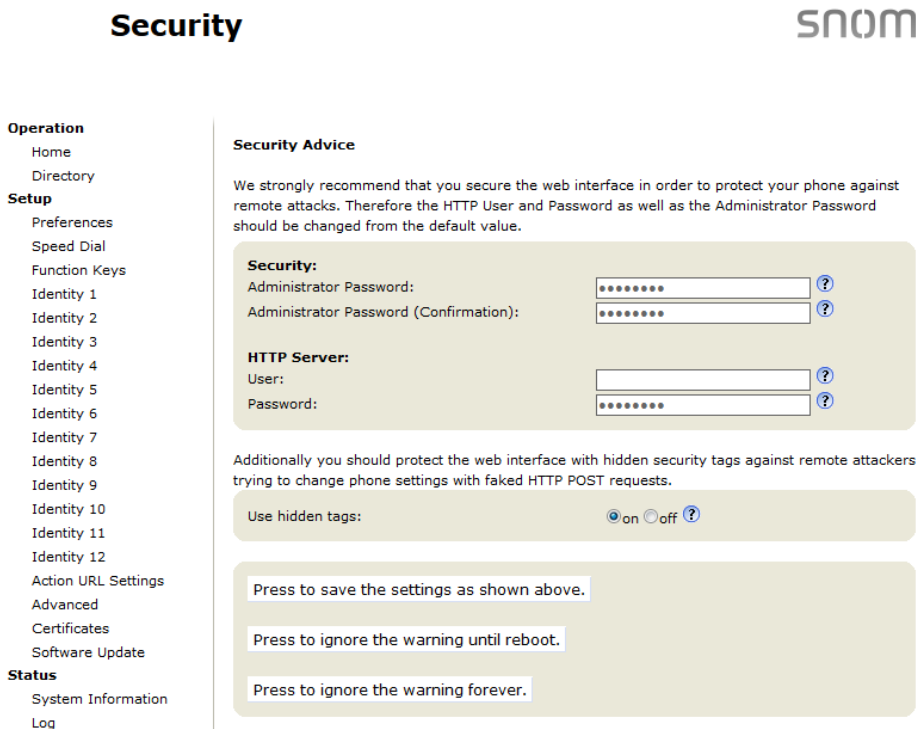 Security
snom
Operation
Home
Directory
Setup
Preferences
Speed Dial
Function Keys
Identity 1
Identity 2
Identity 3
Identity 4
Identity 5
Identity 6
Identity 7
Identity 8
Identity 9
Identity 10
Identity 11
Identity 12
Action URL Settings
Advanced
Certificates
Software Update
Status
System Information
Log
Security Advice
We strongly recommend that you secure the web interface in order to protect your phone against
remote attacks. Therefore the HTTP User and Password as well as the Administrator Password
should be changed from the default value.
Security:
Administrator Password: •••••••• ?
Administrator Password (Confirmation): •••••••• ?
HTTP Server:
User: ?
Password: •••••••• ?
Additionally you should protect the web interface with hidden security tags against remote attackers
trying to change phone settings with faked HTTP POST requests.
Use hidden tags: on off ?
Press to save the settings as shown above.
Press to ignore the warning until reboot.
Press to ignore the warning forever.